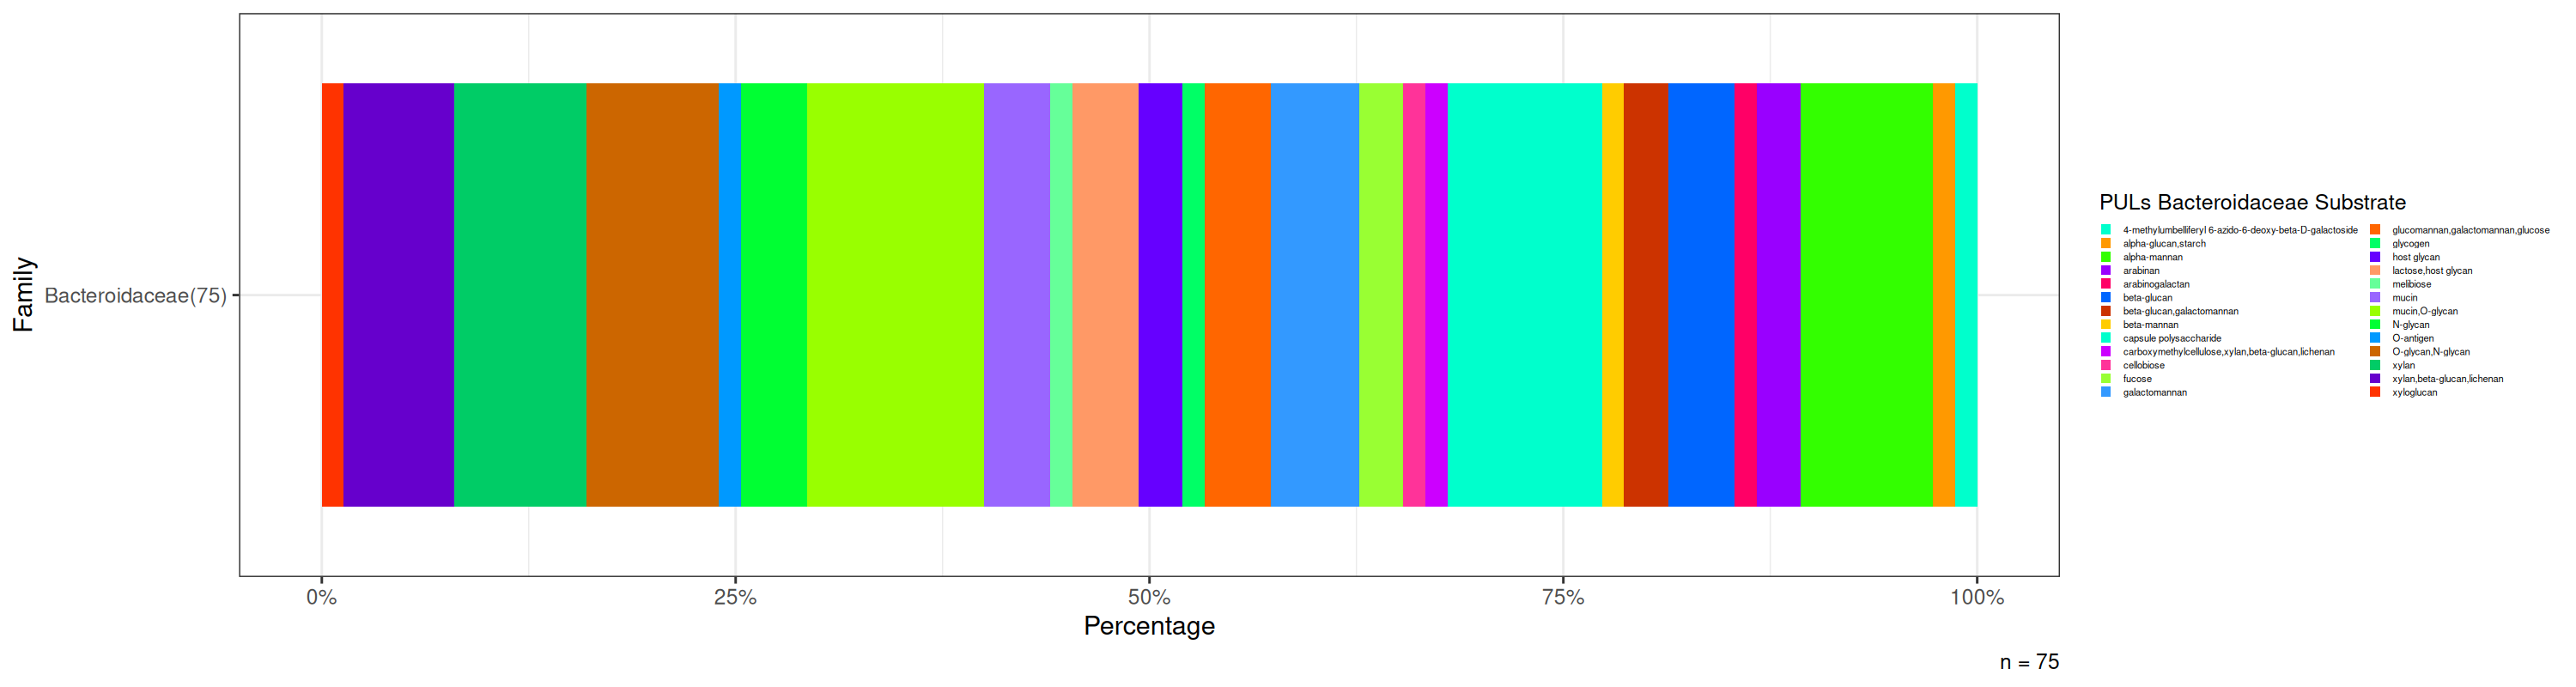 Family
Bacteroidaceae(75)
0%
25%
50%
75%
100%
Percentage
n = 75
PULs Bacteroidaceae Substrate
4-methylumbelliferyl 6-azido-6-deoxy-beta-D-galactoside
alpha-glucan,starch
alpha-mannan
arabinan
arabinogalactan
beta-glucan
beta-glucan,galactomannan
beta-mannan
capsule polysaccharide
carboxymethylcellulose,xylan,beta-glucan,lichenan
cellobiose
fucose
galactomannan
glucomannan,galactomannan,glucose
glycogen
host glycan
lactose,host glycan
melibiose
mucin
mucin,O-glycan
N-glycan
O-antigen
O-glycan,N-glycan
xylan
xylan,beta-glucan,lichenan
xyloglucan